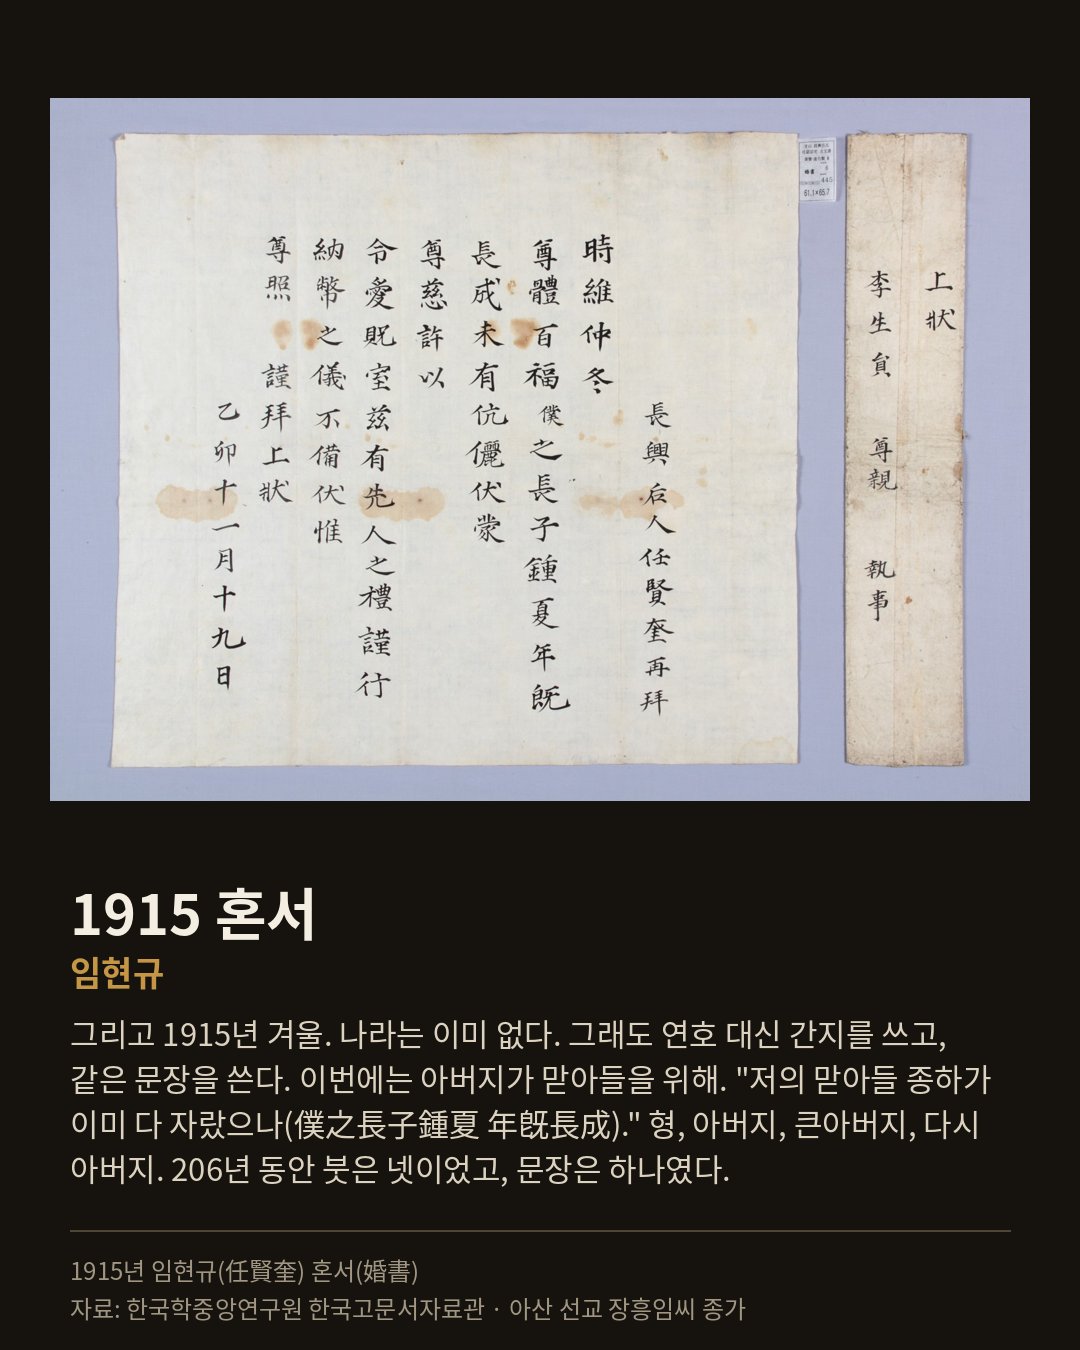 上狀
李生員 尊親 執事
長興后人任賢奎再拜
時維仲冬
尊體百福僕之長子鍾夏年旣
長成未有伉儷伏蒙
尊慈許以
令愛貺室玆有先人之禮謹行
納幣之儀不備伏惟
尊照 謹拜上狀
乙卯十一月十九日
61.1×65.7
1915 혼서
임현규
그리고 1915년 겨울. 나라는 이미 없다. 그래도 연호 대신 간지를 쓰고,
같은 문장을 쓴다. 이번에는 아버지가 맏아들을 위해. "저의 맏아들 종하가
이미 다 자랐으나(僕之長子鍾夏 年旣長成)." 형, 아버지, 큰아버지, 다시
아버지. 206년 동안 붓은 넷이었고, 문장은 하나였다.
1915년 임현규(任賢奎) 혼서(婚書)
자료: 한국학중앙연구원 한국고문서자료관 · 아산 선교 장흥임씨 종가